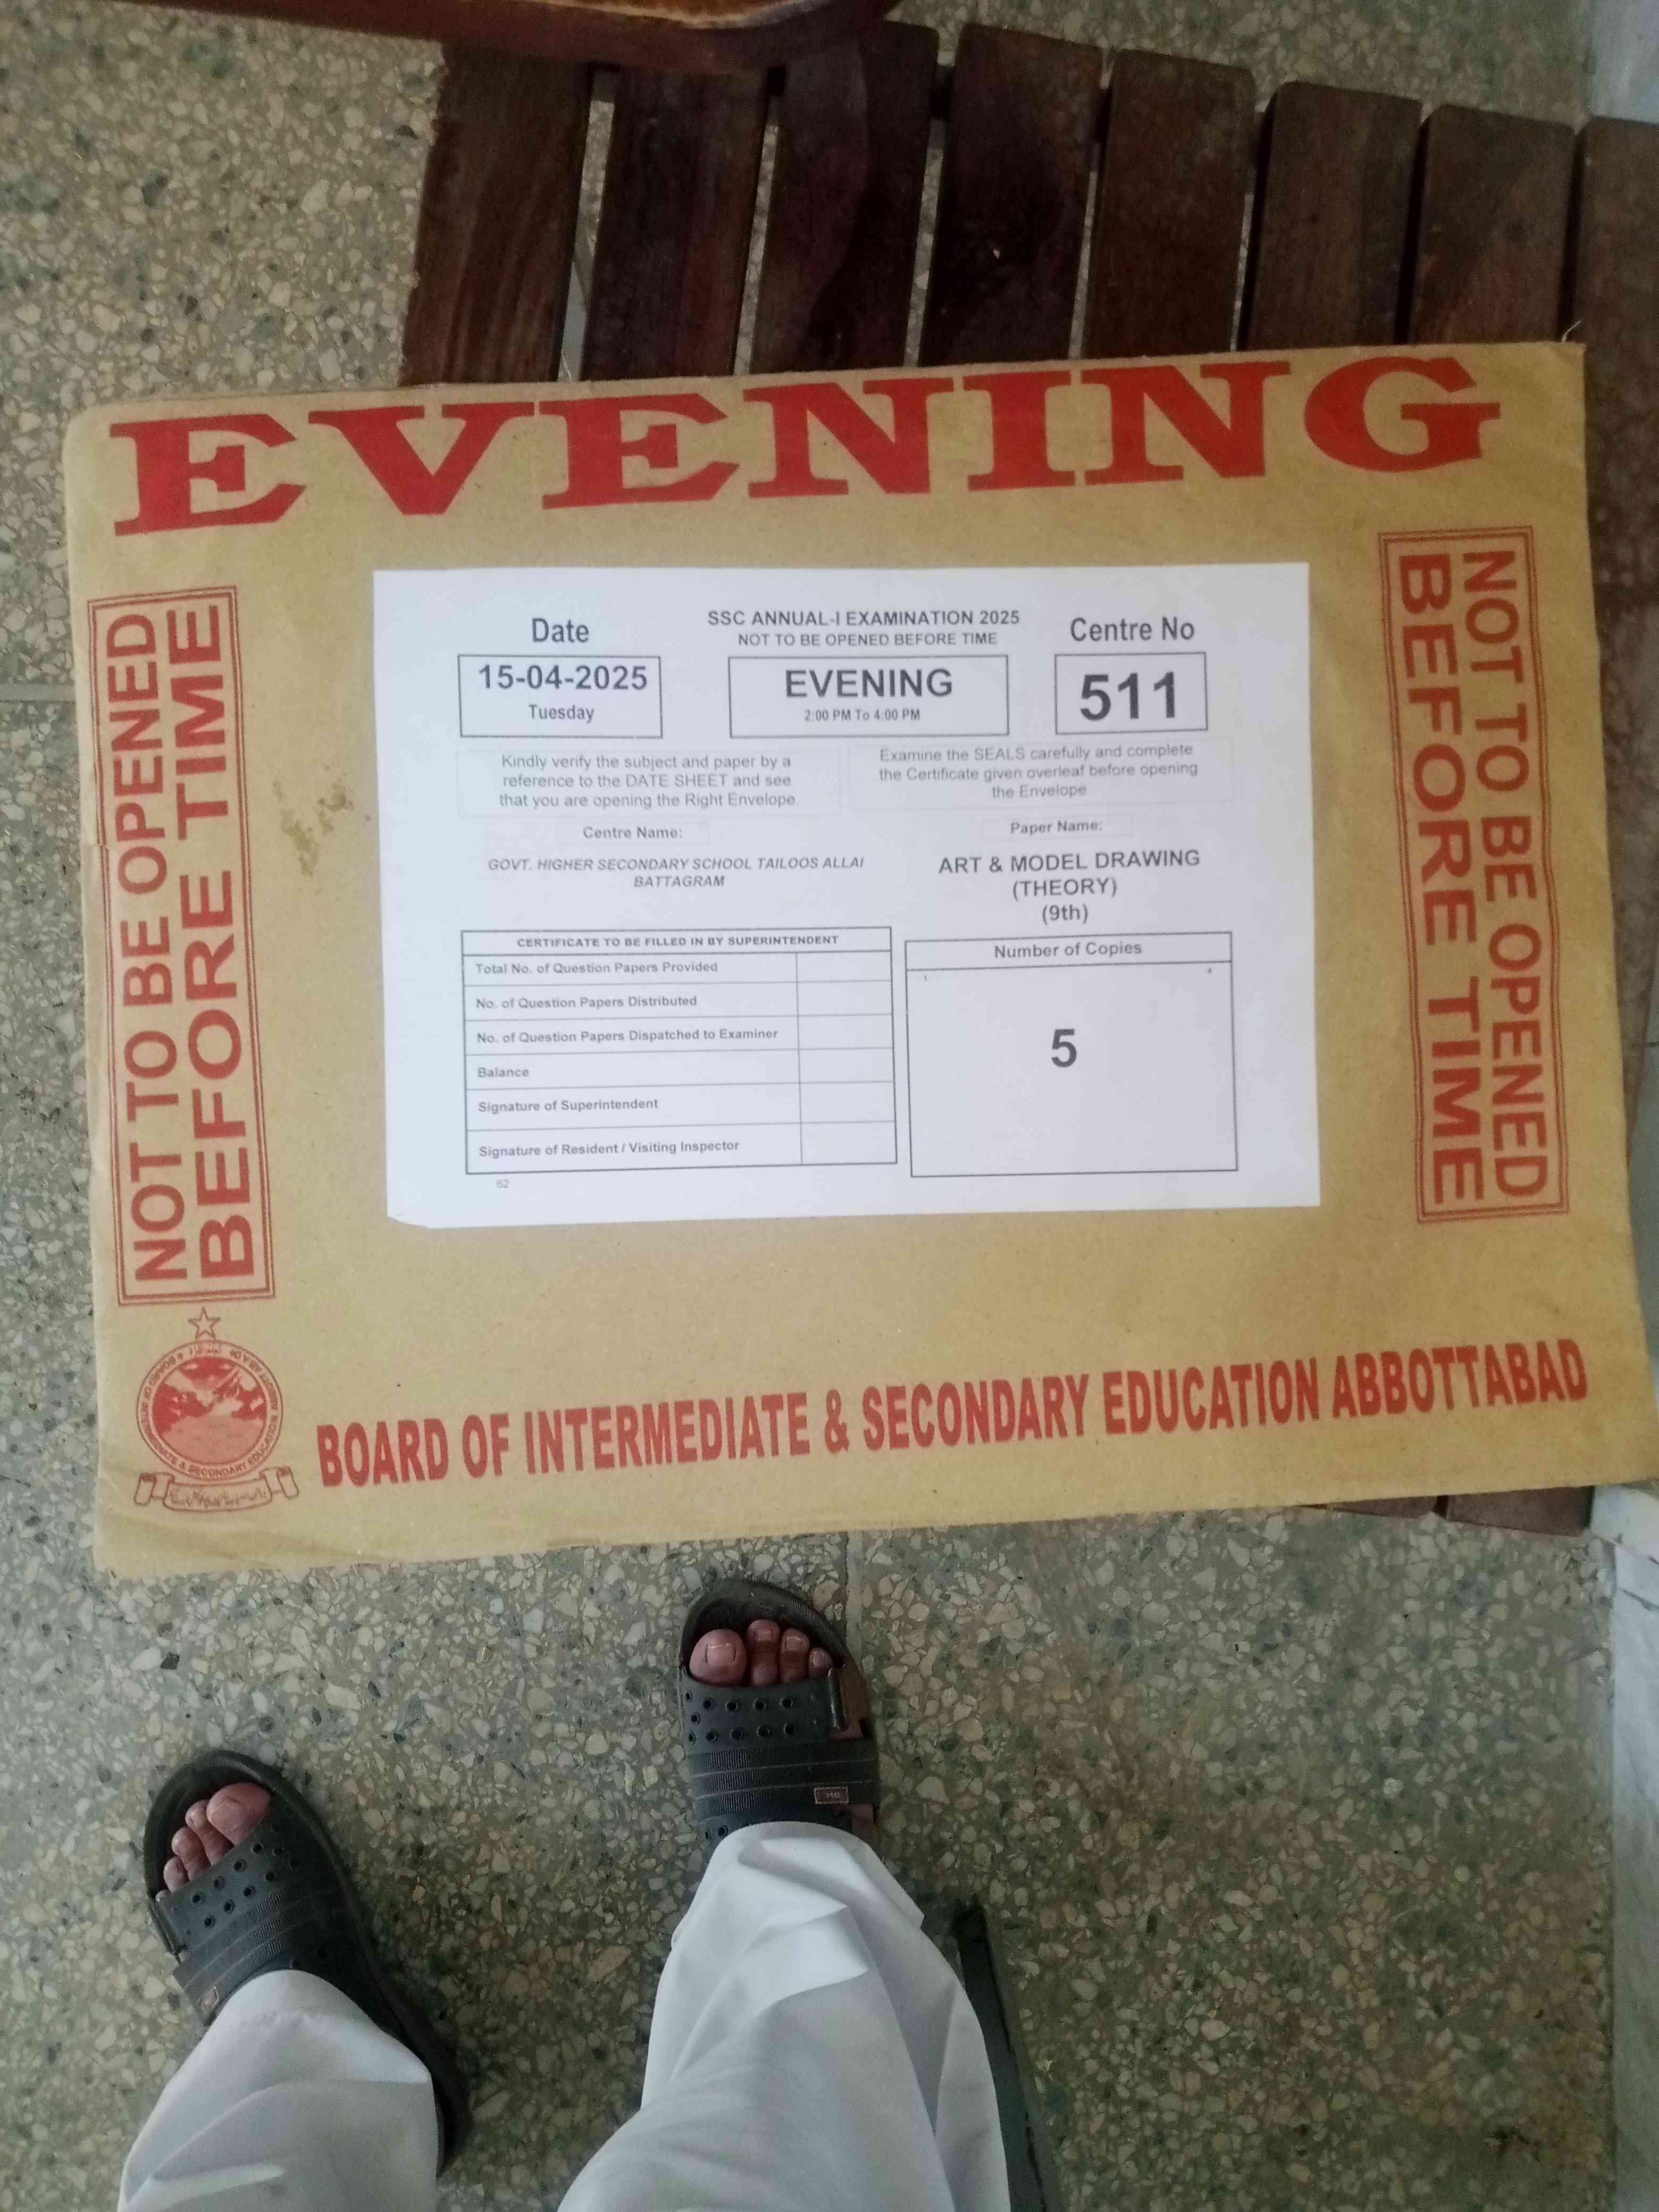 EVENING
NOT TO BE OPENED
BEFORE TIME
Date
15-04-2025
Tuesday
SSC ANNUAL-I EXAMINATION 2025
NOT TO BE OPENED BEFORE TIME
EVENING
2:00 PM To 4:00 PM
Centre No
511
Kindly verify the subject and paper by a
reference to the DATE SHEET and see
that you are opening the Right Envelope.
Examine the SEALS carefully and complete
the Certificate given overleaf before opening
the Envelope
Centre Name:
GOVT. HIGHER SECONDARY SCHOOL TAILOOS ALLAI
BATTAGRAM
Paper Name:
ART & MODEL DRAWING
(THEORY)
(9th)
CERTIFICATE TO BE FILLED IN BY SUPERINTENDENT
Total No. of Question Papers Provided
No. of Question Papers Distributed
No. of Question Papers Dispatched to Examiner
Balance
Signature of Superintendent
Signature of Resident / Visiting Inspector
62
Number of Copies
1 4
5
NOT TO BE OPENED
BEFORE TIME
BOARD OF INTERMEDIATE & SECONDARY EDUCATION ABBOTTABAD